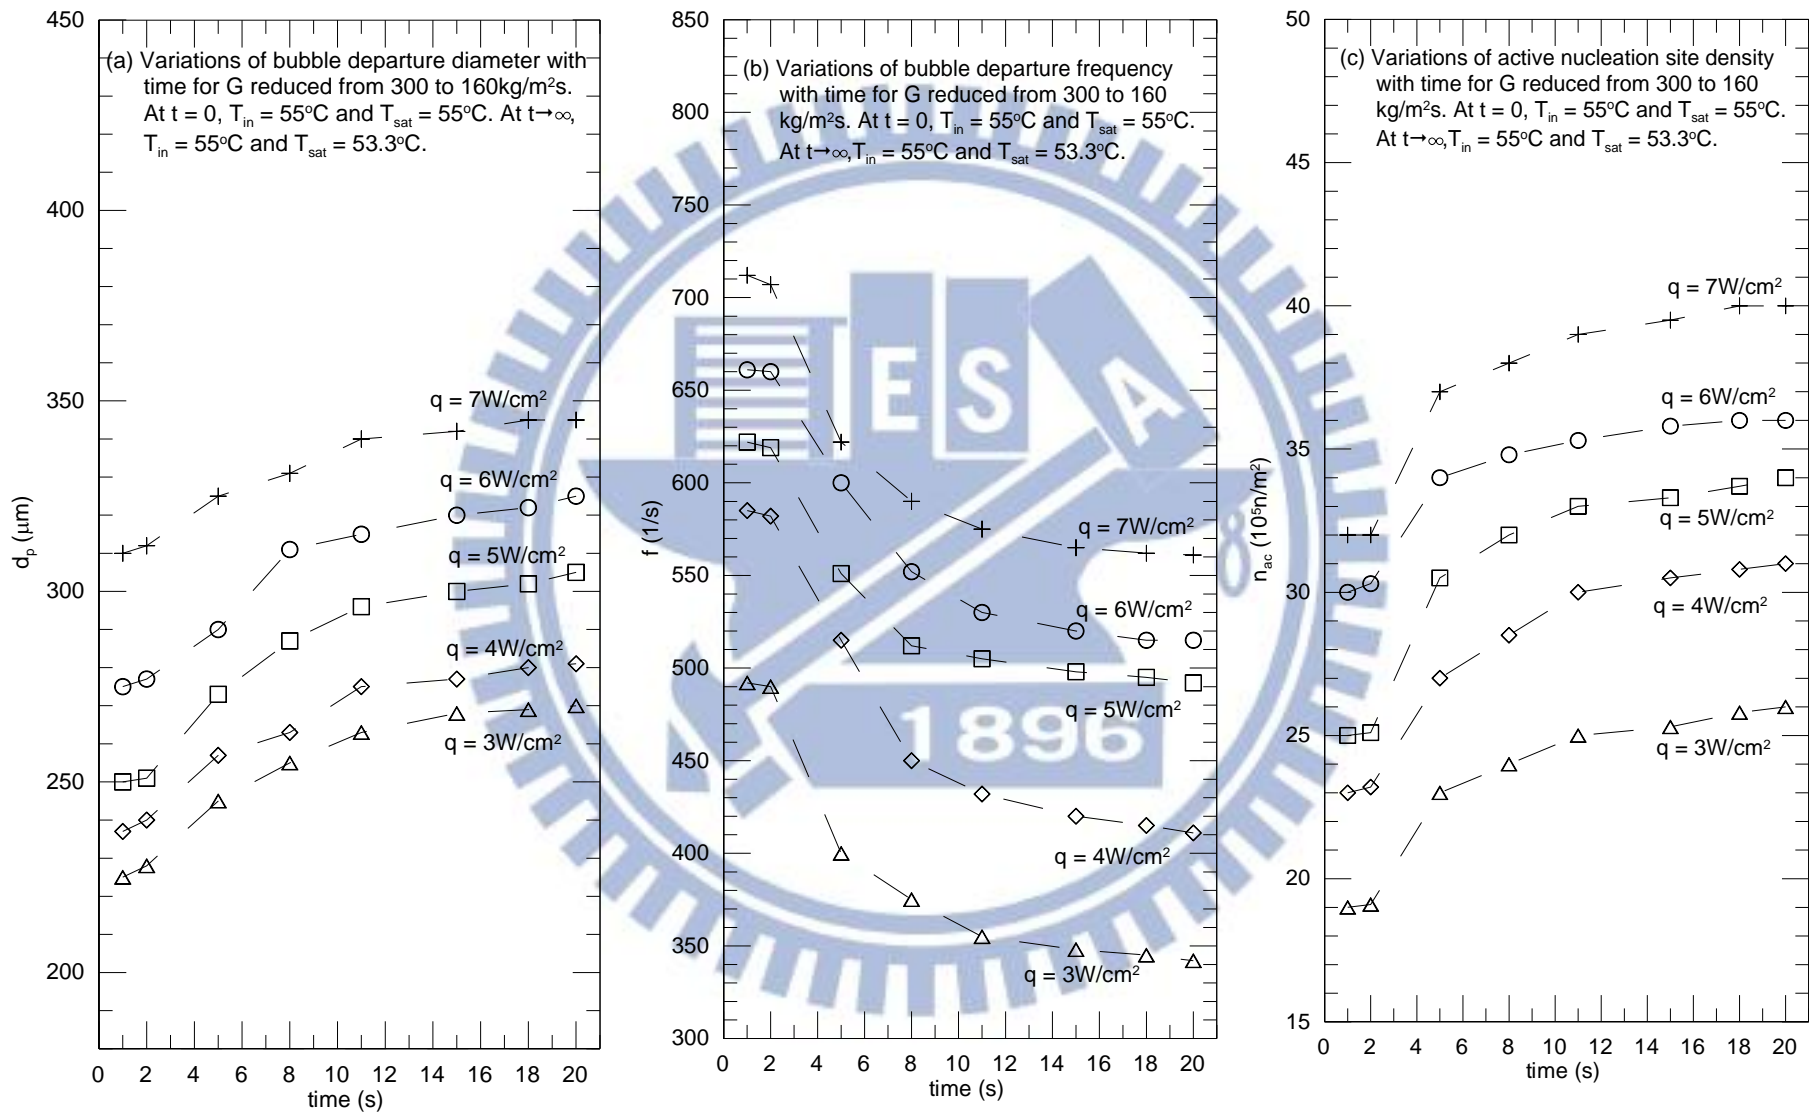 (a) Variations of bubble departure diameter with
time for G reduced from 300 to 160kg/m²s.
At t = 0, Tin = 55°C and Tsat = 55°C. At t→∞,
Tin = 55°C and Tsat = 53.3°C.
400
350
300
250
200
dp (μm)
q = 7W/cm²
q = 6W/cm²
q = 5W/cm²
q = 4W/cm²
q = 3W/cm²
0 2 4 6 8 10 12 14 16 18 20
time (s)
(b) Variations of bubble departure frequency
with time for G reduced from 300 to 160
kg/m²s. At t = 0, Tin = 55°C and Tsat = 55°C.
At t→∞,Tin = 55°C and Tsat = 53.3°C.
850
800
750
700
650
600
550
500
450
400
350
300
f (1/s)
q = 7W/cm²
q = 6W/cm²
q = 5W/cm²
q = 4W/cm²
q = 3W/cm²
0 2 4 6 8 10 12 14 16 18 20
time (s)
(c) Variations of active nucleation site density
with time for G reduced from 300 to 160
kg/m²s. At t = 0, Tin = 55°C and Tsat = 55°C.
At t→∞,Tin = 55°C and Tsat = 53.3°C.
50
45
40
35
30
25
20
15
nac (10⁵n/m²)
q = 7W/cm²
q = 6W/cm²
q = 5W/cm²
q = 4W/cm²
q = 3W/cm²
0 2 4 6 8 10 12 14 16 18 20
time (s)
E S A
8
1896